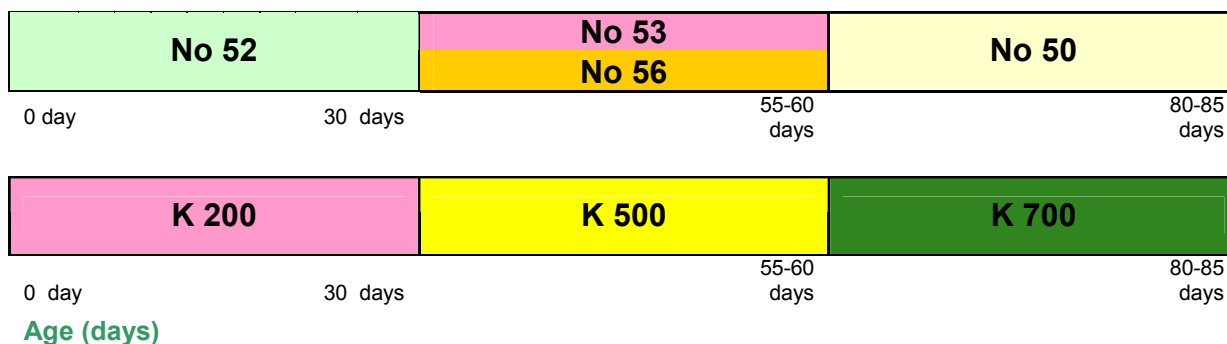 No 52
No 53
No 56
No 50
0 day
30 days
55-60
days
80-85
days
K 200
K 500
K 700
0 day
30 days
55-60
days
80-85
days
Age (days)